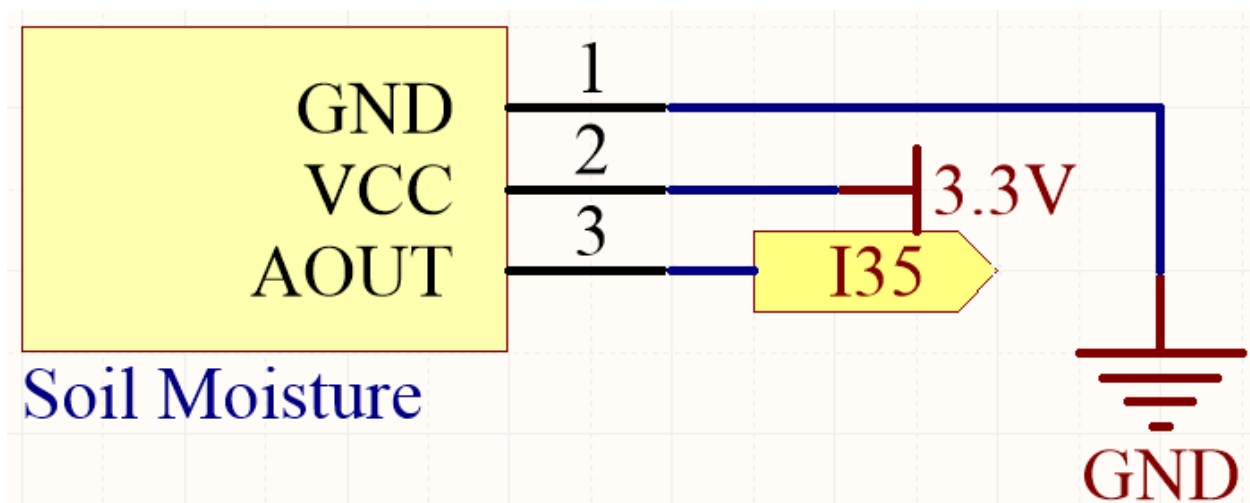 1
GND
2
VCC
3.3V
3
AOUT
I35
Soil Moisture
GND